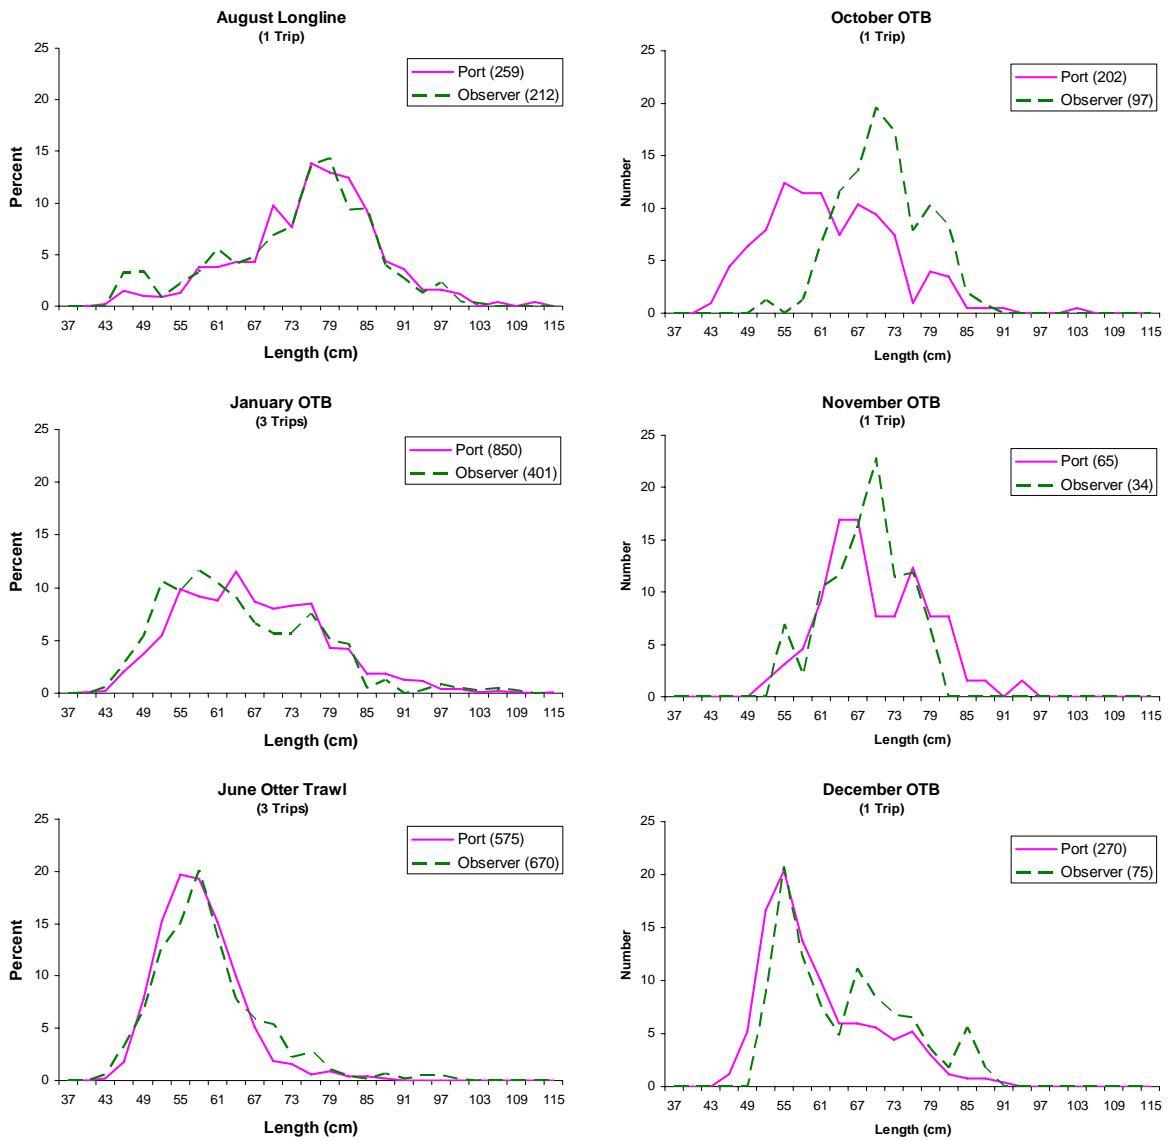 August Longline
(1 Trip)
Port (259)
Observer (212)
Percent
25
20
15
10
5
0
37 43 49 55 61 67 73 79 85 91 97 103 109 115
Length (cm)
October OTB
(1 Trip)
Port (202)
Observer (97)
Number
25
20
15
10
5
0
37 43 49 55 61 67 73 79 85 91 97 103 109 115
Length (cm)
January OTB
(3 Trips)
Port (850)
Observer (401)
Percent
25
20
15
10
5
0
37 43 49 55 61 67 73 79 85 91 97 103 109 115
Length (cm)
November OTB
(1 Trip)
Port (65)
Observer (34)
Number
25
20
15
10
5
0
37 43 49 55 61 67 73 79 85 91 97 103 109 115
Length (cm)
June Otter Trawl
(3 Trips)
Port (575)
Observer (670)
Percent
25
20
15
10
5
0
37 43 49 55 61 67 73 79 85 91 97 103 109 115
Length (cm)
December OTB
(1 Trip)
Port (270)
Observer (75)
Number
25
20
15
10
5
0
37 43 49 55 61 67 73 79 85 91 97 103 109 115
Length (cm)